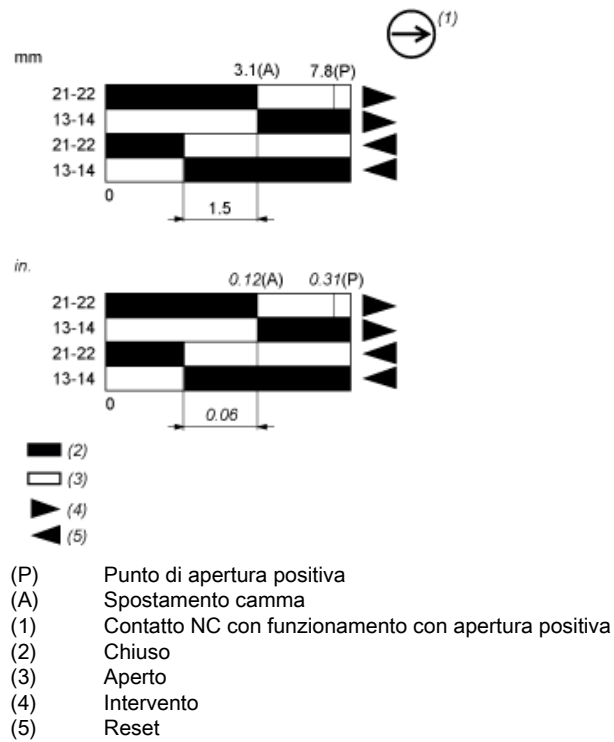 (1)
mm
3.1(A) 7.8(P)
21-22
13-14
21-22
13-14
0
1.5
in.
0.12(A) 0.31(P)
21-22
13-14
21-22
13-14
0
0.06
(2)
(3)
(4)
(5)
(P) Punto di apertura positiva
(A) Spostamento camma
(1) Contatto NC con funzionamento con apertura positiva
(2) Chiuso
(3) Aperto
(4) Intervento
(5) Reset